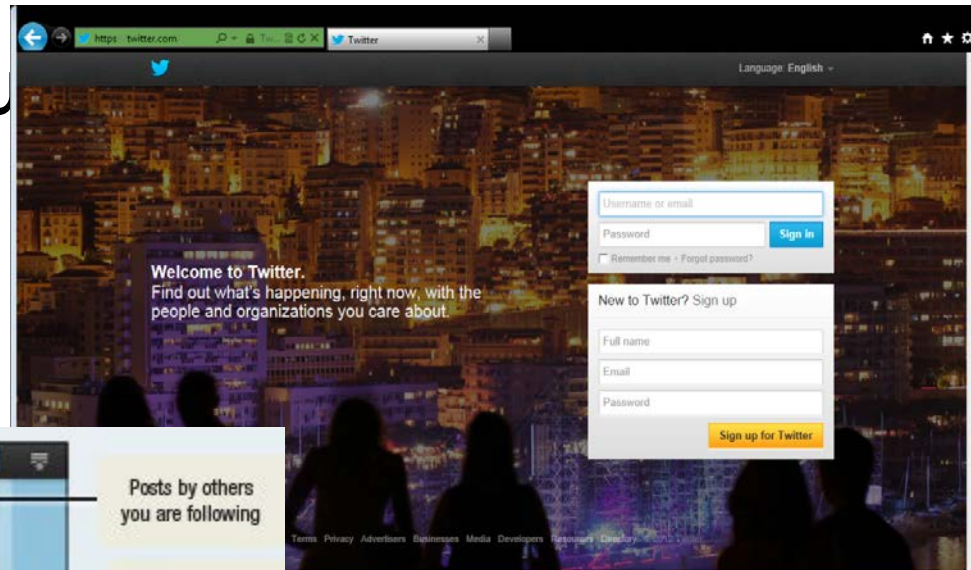 https twitter.com
Tw...
Twitter
Language: English
Username or email
Password
Sign in
Remember me · Forgot password?
Welcome to Twitter.
Find out what's happening, right now, with the
people and organizations you care about.
New to Twitter? Sign up
Full name
Email
Password
Sign up for Twitter
Posts by others
you are following
Terms Privacy Advertisers Businesses Media Developers Resources Directory © 2012 Twitter